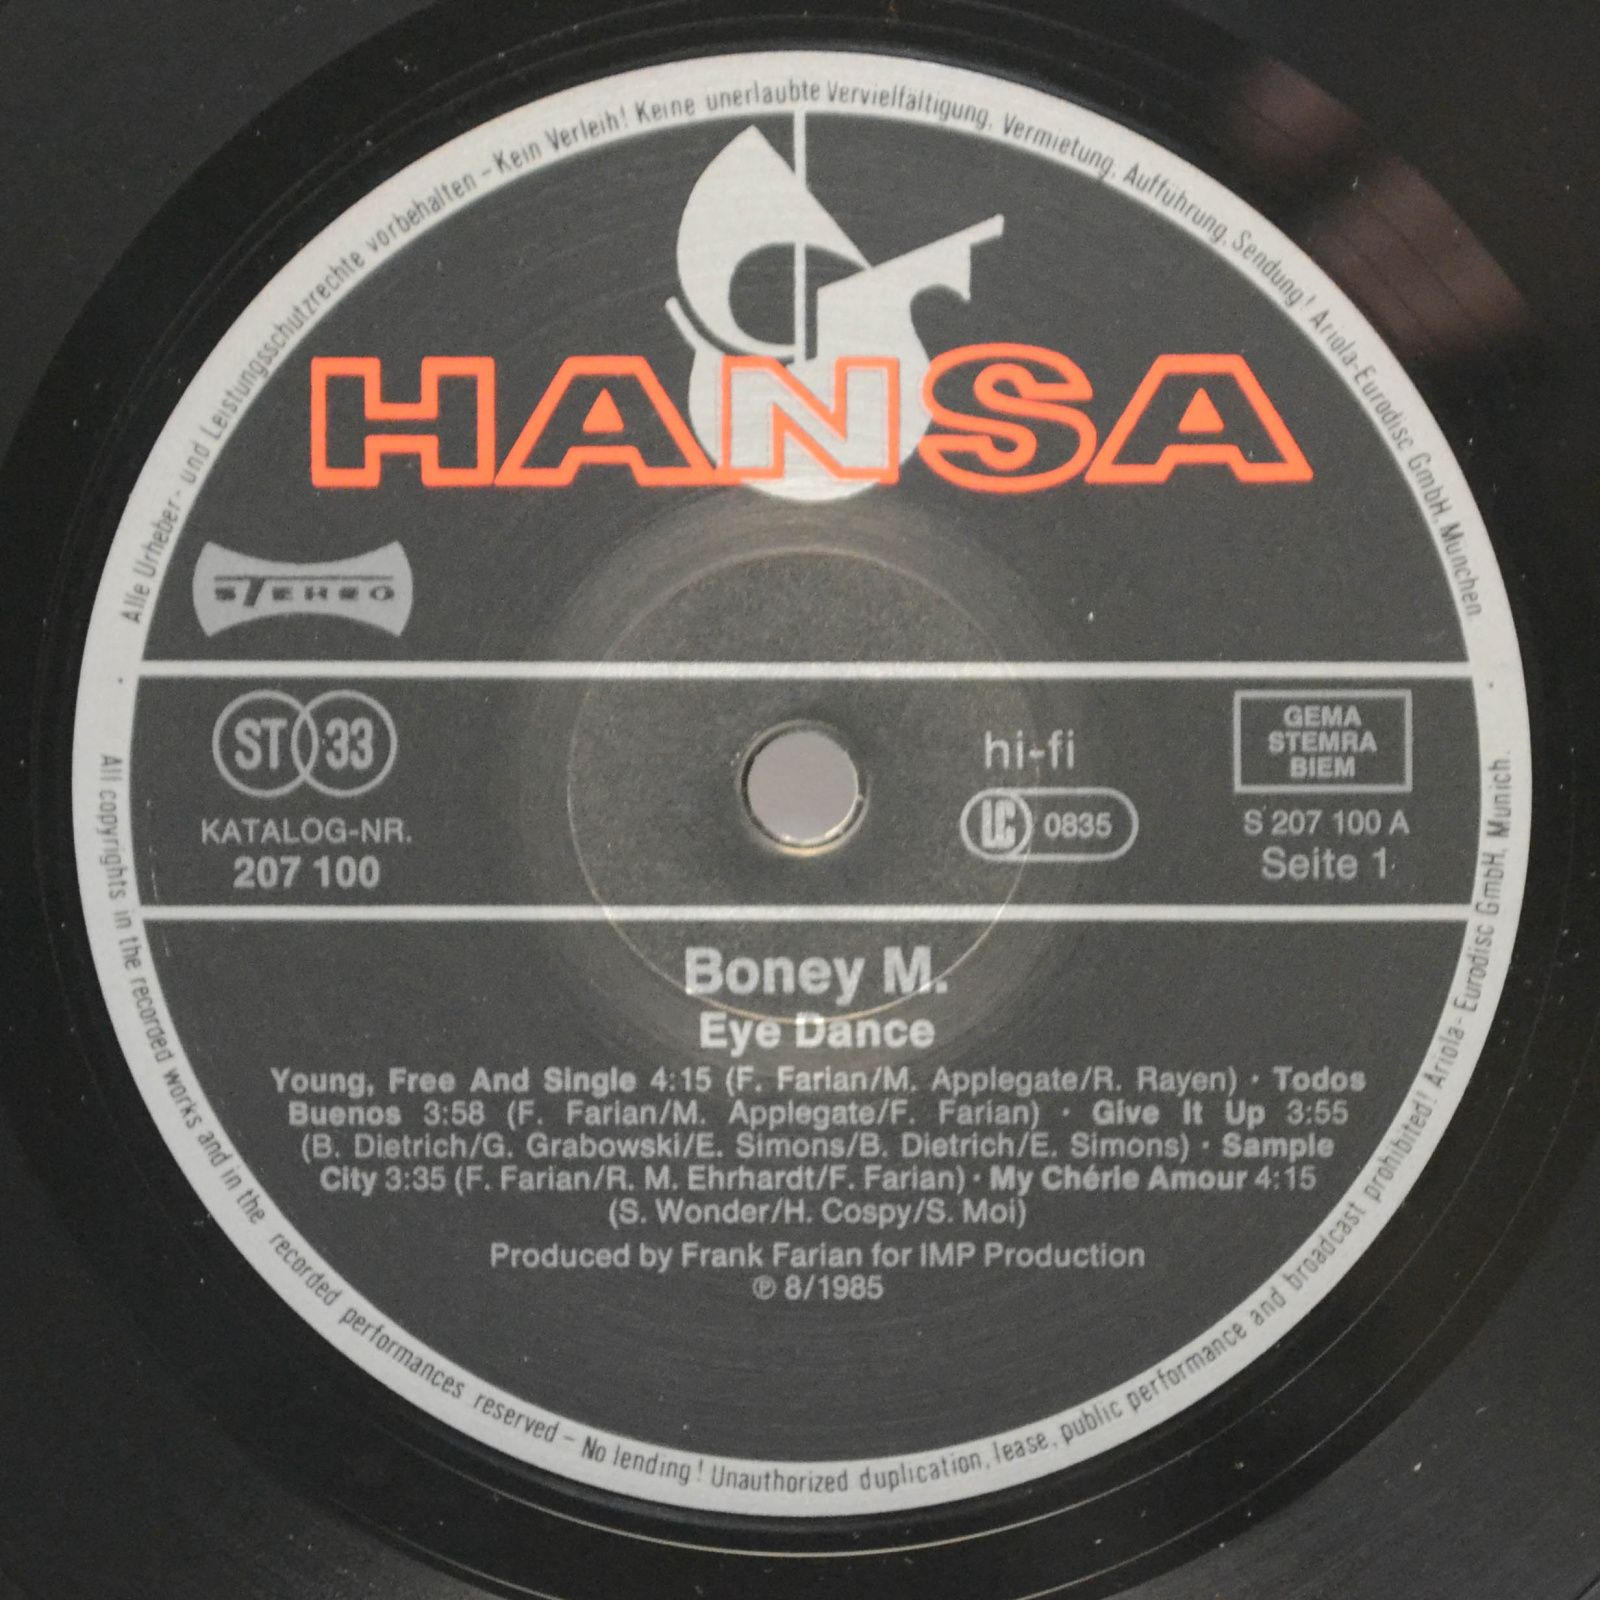 Alle Urheber- und Leistungsschutzrechte vorbehalten – Kein Verleih! Keine unerlaubte Vervielfältigung, Vermietung, Aufführung, Sendung! Ariola-Eurodisc GmbH, München
HANSA
STEREO
ST 33
KATALOG-NR.
207 100
hi-fi
LC 0835
GEMA
STEMRA
BIEM
S 207 100 A
Seite 1
Boney M.
Eye Dance
Young, Free And Single 4:15 (F. Farian/M. Applegate/R. Rayen) · Todos
Buenos 3:58 (F. Farian/M. Applegate/F. Farian) · Give It Up 3:55
(B. Dietrich/G. Grabowski/E. Simons/B. Dietrich/E. Simons) · Sample
City 3:35 (F. Farian/R. M. Ehrhardt/F. Farian) · My Chérie Amour 4:15
(S. Wonder/H. Cospy/S. Moi)
Produced by Frank Farian for IMP Production
℗ 8/1985
All copyrights in the recorded works and in the recorded performances reserved – No lending! Unauthorized duplication, lease, public performance and broadcast prohibited! Ariola-Eurodisc GmbH, Munich.